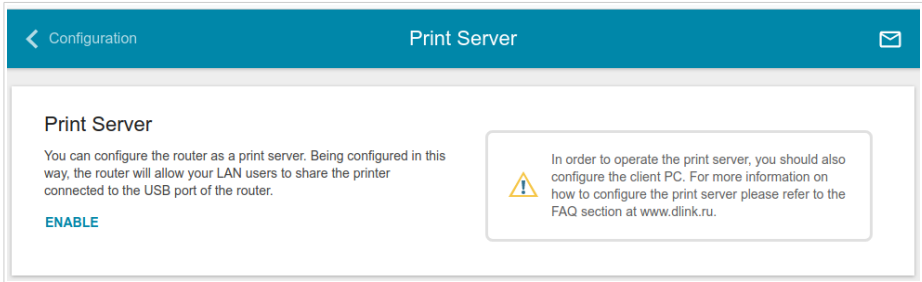 Configuration
Print Server
Print Server
You can configure the router as a print server. Being configured in this
way, the router will allow your LAN users to share the printer
connected to the USB port of the router.
ENABLE
In order to operate the print server, you should also
configure the client PC. For more information on
how to configure the print server please refer to the
FAQ section at www.dlink.ru.